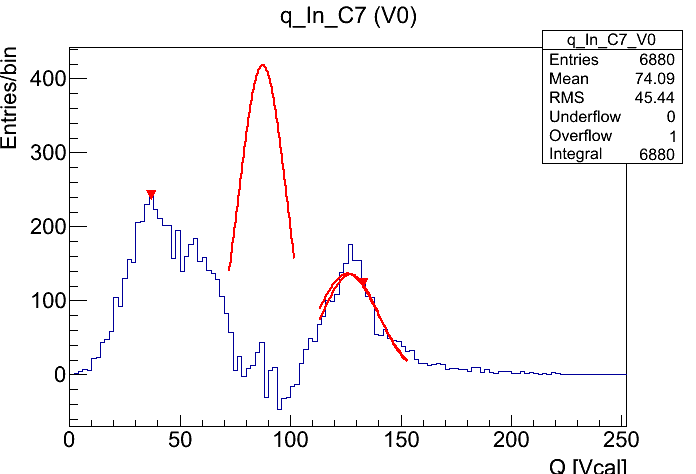 q_In_C7 (V0)
q_In_C7_V0
Entries 6880
Mean 74.09
RMS 45.44
Underflow 0
Overflow 1
Integral 6880
Entries/bin
400
300
200
100
0
0 50 100 150 200 250
Q [Vcal]